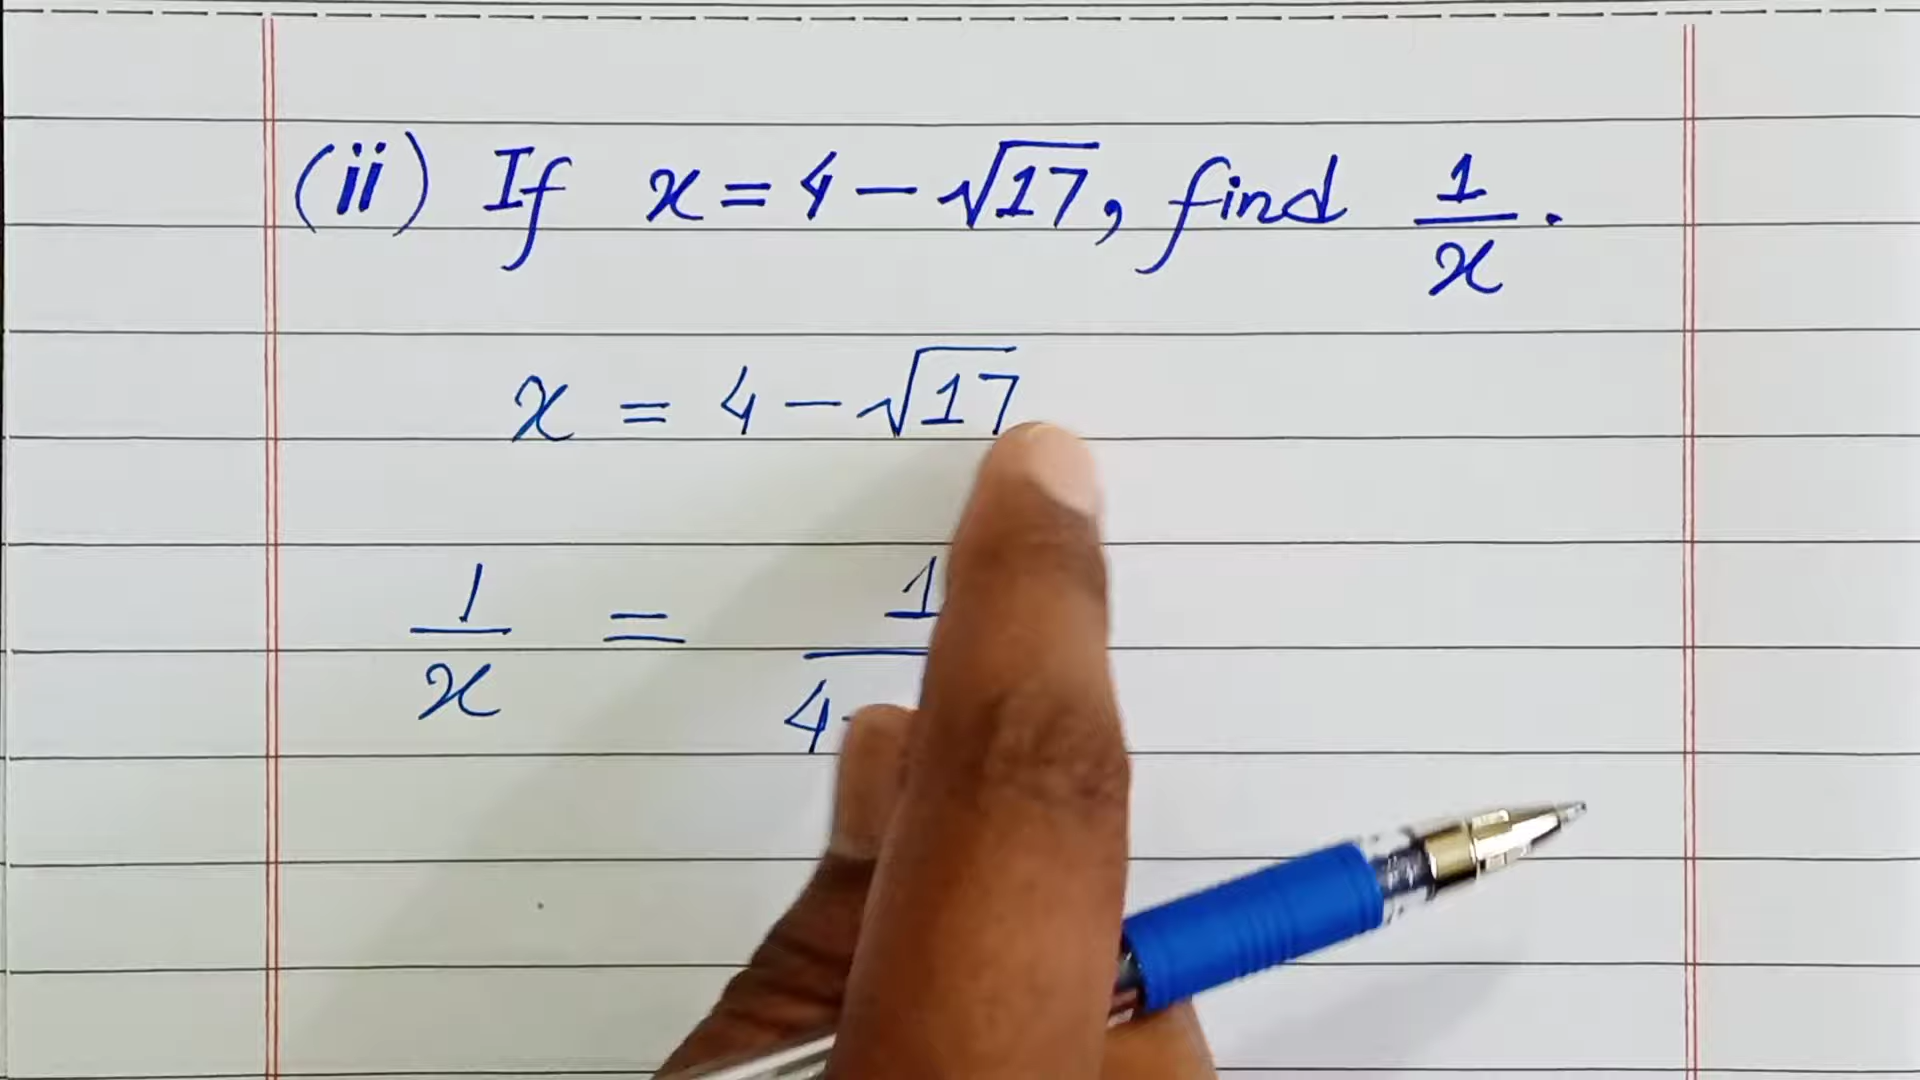 (ii) If x = 4 - √17, find 1/x.
x = 4 - √17
1/x = 1/4-